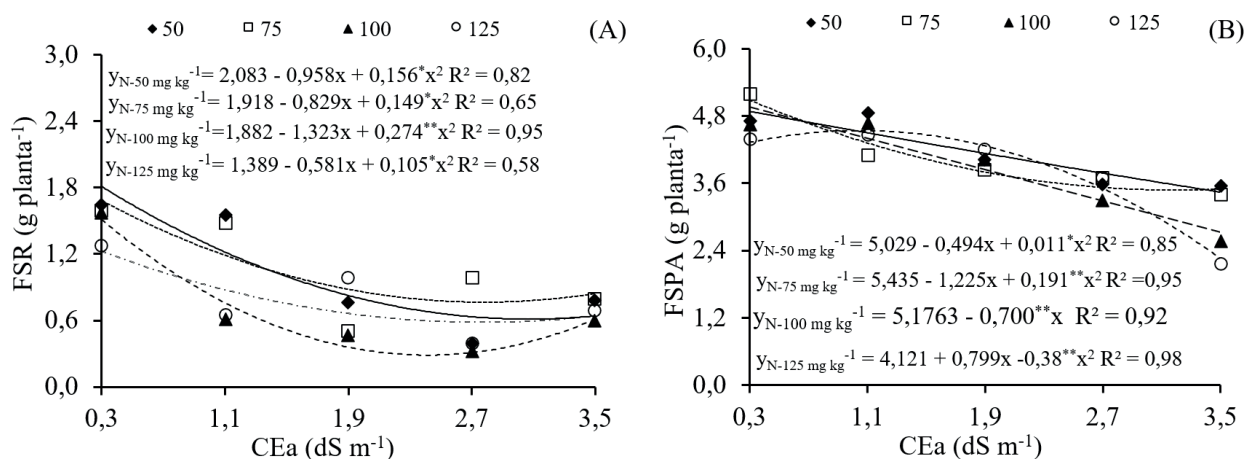 50 75 100 125 (A)
3,0
2,4
1,8
1,2
0,6
0,0
FSR (g planta⁻¹)
yN-50 mg kg⁻¹= 2,083 - 0,958x + 0,156*x² R² = 0,82
yN-75 mg kg⁻¹= 1,918 - 0,829x + 0,149*x² R² = 0,65
yN-100 mg kg⁻¹=1,882 - 1,323x + 0,274**x² R² = 0,95
yN-125 mg kg⁻¹= 1,389 - 0,581x + 0,105*x² R² = 0,58
0,3 1,1 1,9 2,7 3,5
CEa (dS m⁻¹)
50 75 100 125 (B)
6,0
4,8
3,6
2,4
1,2
0,0
FSPA (g planta⁻¹)
yN-50 mg kg⁻¹ = 5,029 - 0,494x + 0,011*x² R² = 0,85
yN-75 mg kg⁻¹ = 5,435 - 1,225x + 0,191**x² R² =0,95
yN-100 mg kg⁻¹ = 5,1763 - 0,700**x R² = 0,92
yN-125 mg kg⁻¹ = 4,121 + 0,799x -0,38**x² R² = 0,98
0,3 1,1 1,9 2,7 3,5
CEa (dS m⁻¹)